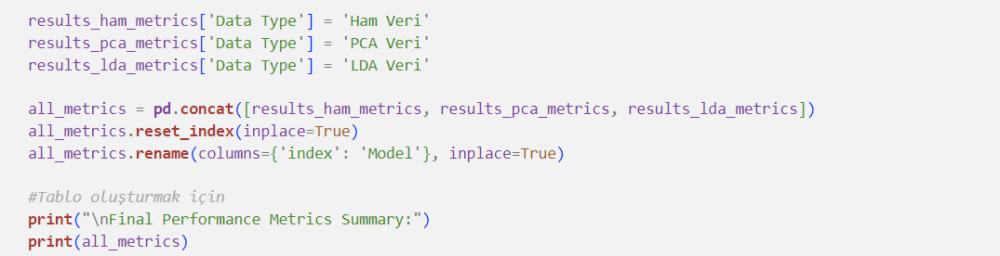 results_ham_metrics['Data Type'] = 'Ham Veri'
results_pca_metrics['Data Type'] = 'PCA Veri'
results_lda_metrics['Data Type'] = 'LDA Veri'
all_metrics = pd.concat([results_ham_metrics, results_pca_metrics, results_lda_metrics])
all_metrics.reset_index(inplace=True)
all_metrics.rename(columns={'index': 'Model'}, inplace=True)
#Tablo oluşturmak için
print("\nFinal Performance Metrics Summary:")
print(all_metrics)